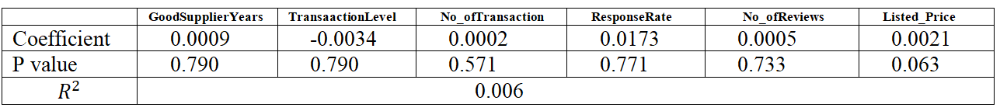 GoodSupplierYears TransaactionLevel No_ofTransaction ResponseRate No_ofReviews Listed_Price
Coefficient 0.0009 -0.0034 0.0002 0.0173 0.0005 0.0021
P value 0.790 0.790 0.571 0.771 0.733 0.063
R² 0.006